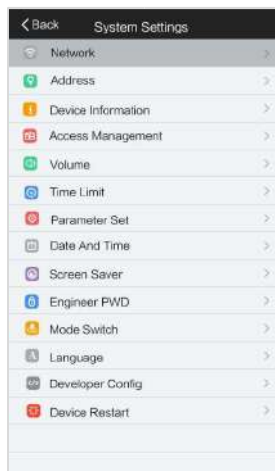 Back System Settings
Network
Address
Device Information
Access Management
Volume
Time Limit
Parameter Set
Date And Time
Screen Saver
Engineer PWD
Mode Switch
Language
Developer Config
Device Restart